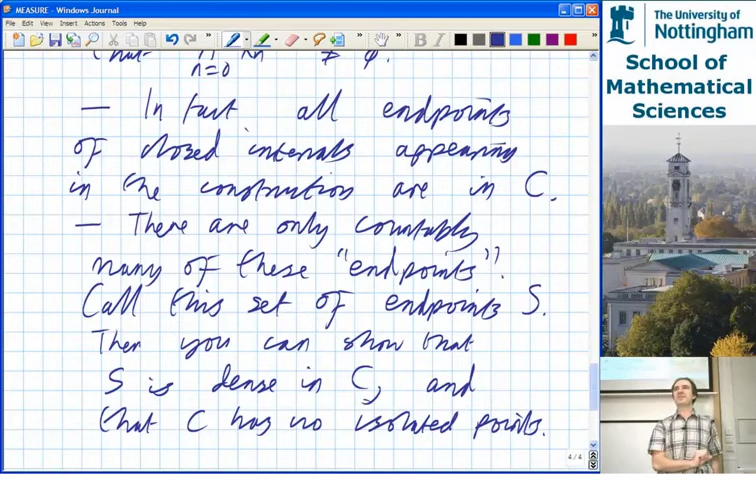 MEASURE - Windows Journal
File Edit View Insert Actions Tools Help
that ∩ n=0 ≠ φ.
— In fact all endpoints
of closed intervals appearing
in the construction are in C.
— There are only countably
many of these "endpoints".
Call this set of endpoints S.
Then you can show that
S is dense in C, and
that C has no isolated points.
4/4
The University of
Nottingham
School of
Mathematical
Sciences